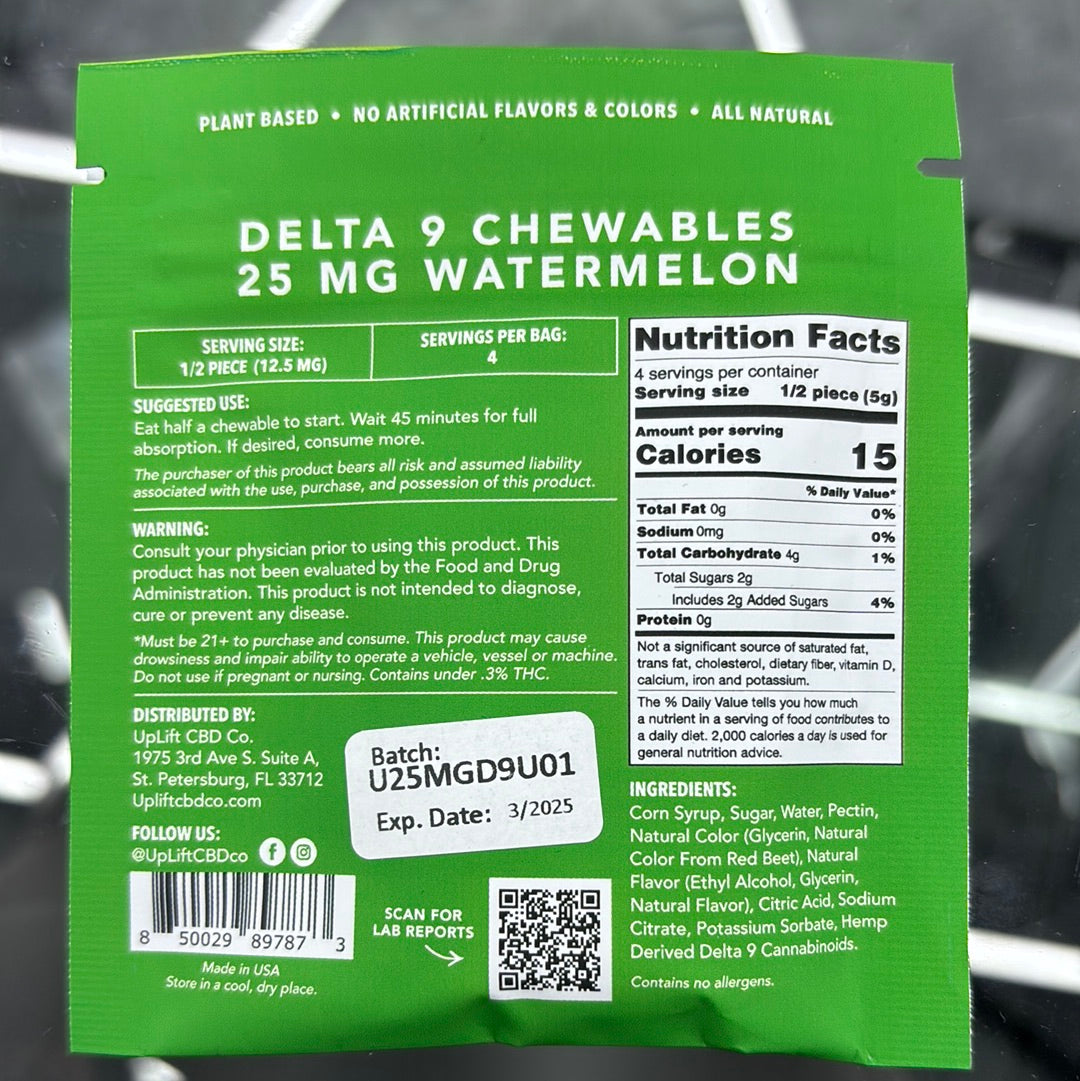 PLANT BASED • NO ARTIFICIAL FLAVORS & COLORS • ALL NATURAL
DELTA 9 CHEWABLES
25 MG WATERMELON
SERVING SIZE:
1/2 PIECE (12.5 MG)
SERVINGS PER BAG:
4
SUGGESTED USE:
Eat half a chewable to start. Wait 45 minutes for full
absorption. If desired, consume more.
The purchaser of this product bears all risk and assumed liability
associated with the use, purchase, and possession of this product.
WARNING:
Consult your physician prior to using this product. This
product has not been evaluated by the Food and Drug
Administration. This product is not intended to diagnose,
cure or prevent any disease.
*Must be 21+ to purchase and consume. This product may cause
drowsiness and impair ability to operate a vehicle, vessel or machine.
Do not use if pregnant or nursing. Contains under .3% THC.
DISTRIBUTED BY:
UpLift CBD Co.
1975 3rd Ave S. Suite A,
St. Petersburg, FL 33712
Upliftcbdco.com
FOLLOW US:
@UpLiftCBDco
Batch:
U25MGD9U01
Exp. Date: 3/2025
8 50029 89787 3
Made in USA
Store in a cool, dry place.
SCAN FOR
LAB REPORTS
Nutrition Facts
4 servings per container
Serving size 1/2 piece (5g)
Amount per serving
Calories 15
% Daily Value*
Total Fat 0g 0%
Sodium 0mg 0%
Total Carbohydrate 4g 1%
Total Sugars 2g
Includes 2g Added Sugars 4%
Protein 0g
Not a significant source of saturated fat,
trans fat, cholesterol, dietary fiber, vitamin D,
calcium, iron and potassium.
The % Daily Value tells you how much
a nutrient in a serving of food contributes to
a daily diet. 2,000 calories a day is used for
general nutrition advice.
INGREDIENTS:
Corn Syrup, Sugar, Water, Pectin,
Natural Color (Glycerin, Natural
Color From Red Beet), Natural
Flavor (Ethyl Alcohol, Glycerin,
Natural Flavor), Citric Acid, Sodium
Citrate, Potassium Sorbate, Hemp
Derived Delta 9 Cannabinoids.
Contains no allergens.